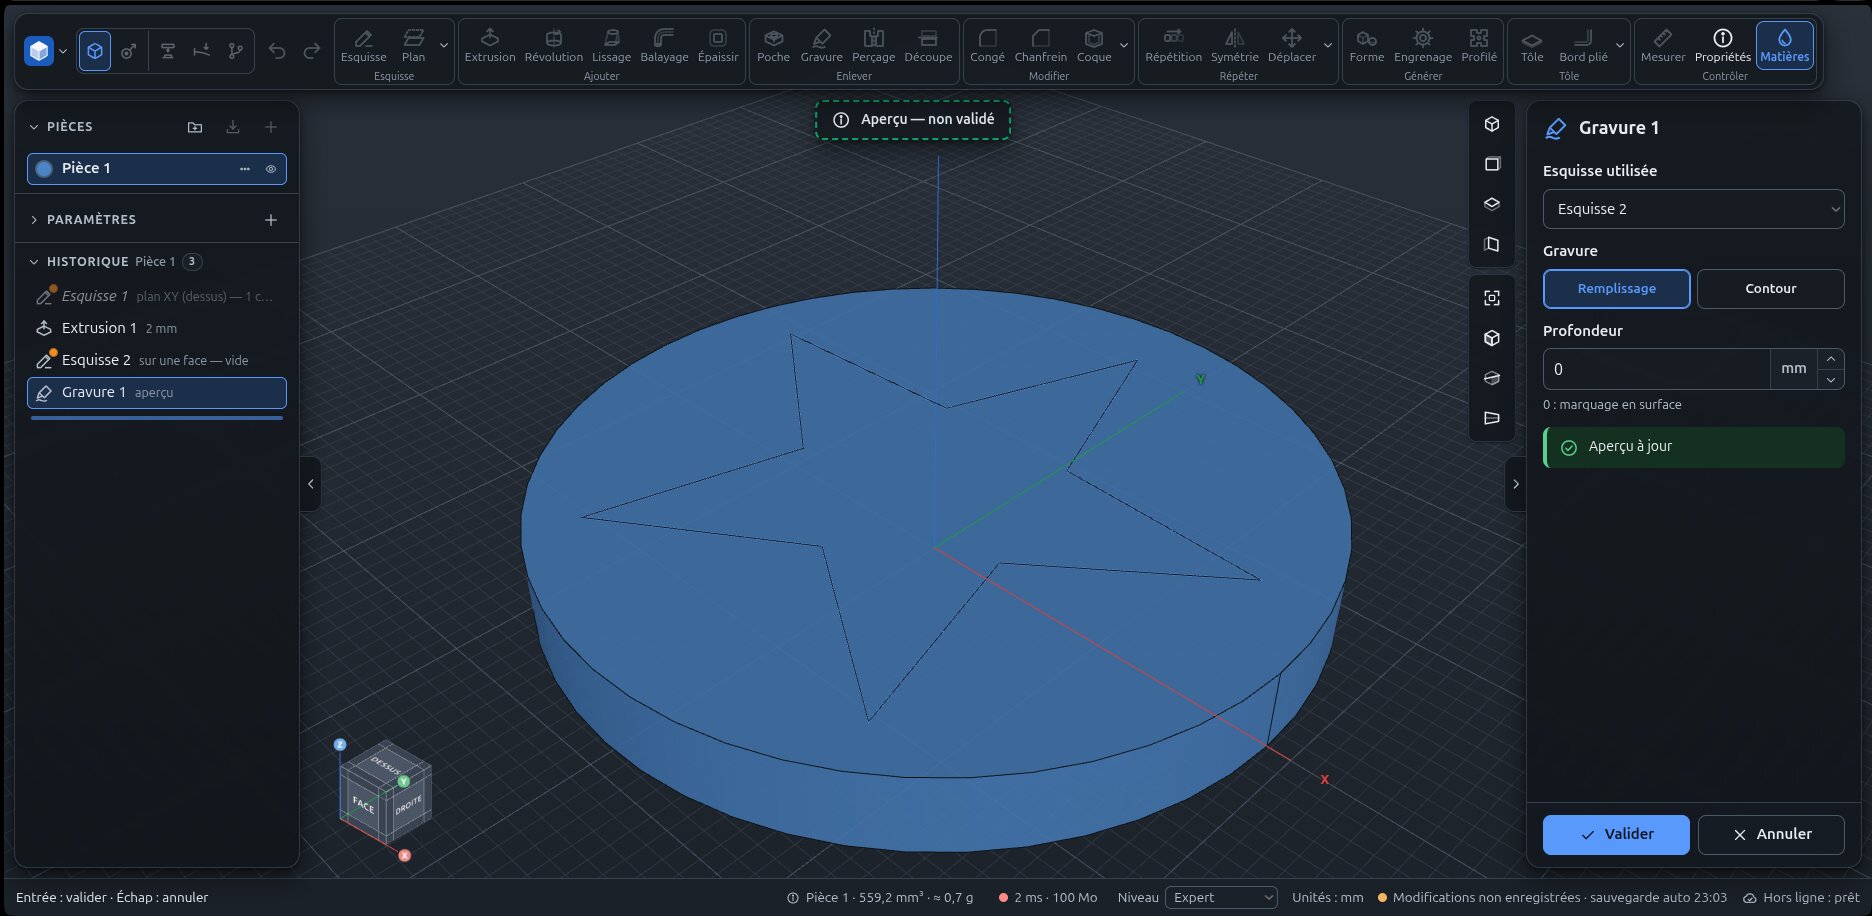 Esquisse
Plan
Esquisse
Extrusion
Révolution
Lissage
Balayage
Épaissir
Ajouter
Poche
Gravure
Perçage
Découpe
Enlever
Congé
Chanfrein
Coque
Modifier
Répétition
Symétrie
Déplacer
Répéter
Forme
Engrenage
Profilé
Générer
Tôle
Bord plié
Tôle
Mesurer
Propriétés
Matières
Contrôler
PIÈCES
Pièce 1
PARAMÈTRES
HISTORIQUE Pièce 1 3
Esquisse 1 plan XY (dessus) — 1 c…
Extrusion 1 2 mm
Esquisse 2 sur une face — vide
Gravure 1 aperçu
Aperçu — non validé
Y
X
Z
DESSUS
Y
FACE
DROITE
X
Gravure 1
Esquisse utilisée
Esquisse 2
Gravure
Remplissage
Contour
Profondeur
0 mm
0 : marquage en surface
Aperçu à jour
Valider
Annuler
Entrée : valider · Échap : annuler
Pièce 1 · 559,2 mm³ · ≈ 0,7 g
2 ms · 100 Mo
Niveau Expert
Unités : mm
Modifications non enregistrées · sauvegarde auto 23:03
Hors ligne : prêt